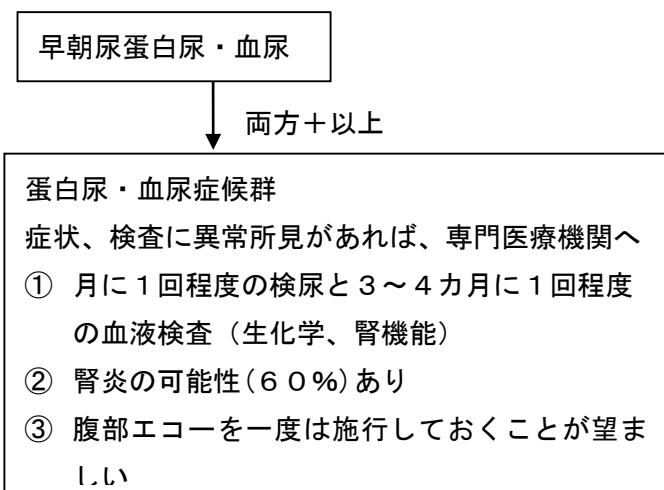 早朝尿蛋白尿・血尿
両方＋以上
蛋白尿・血尿症候群
症状、検査に異常所見があれば、専門医療機関へ
① 月に１回程度の検尿と３～４カ月に１回程度
の血液検査（生化学、腎機能）
② 腎炎の可能性(６０%)あり
③ 腹部エコーを一度は施行しておくことが望ま
しい